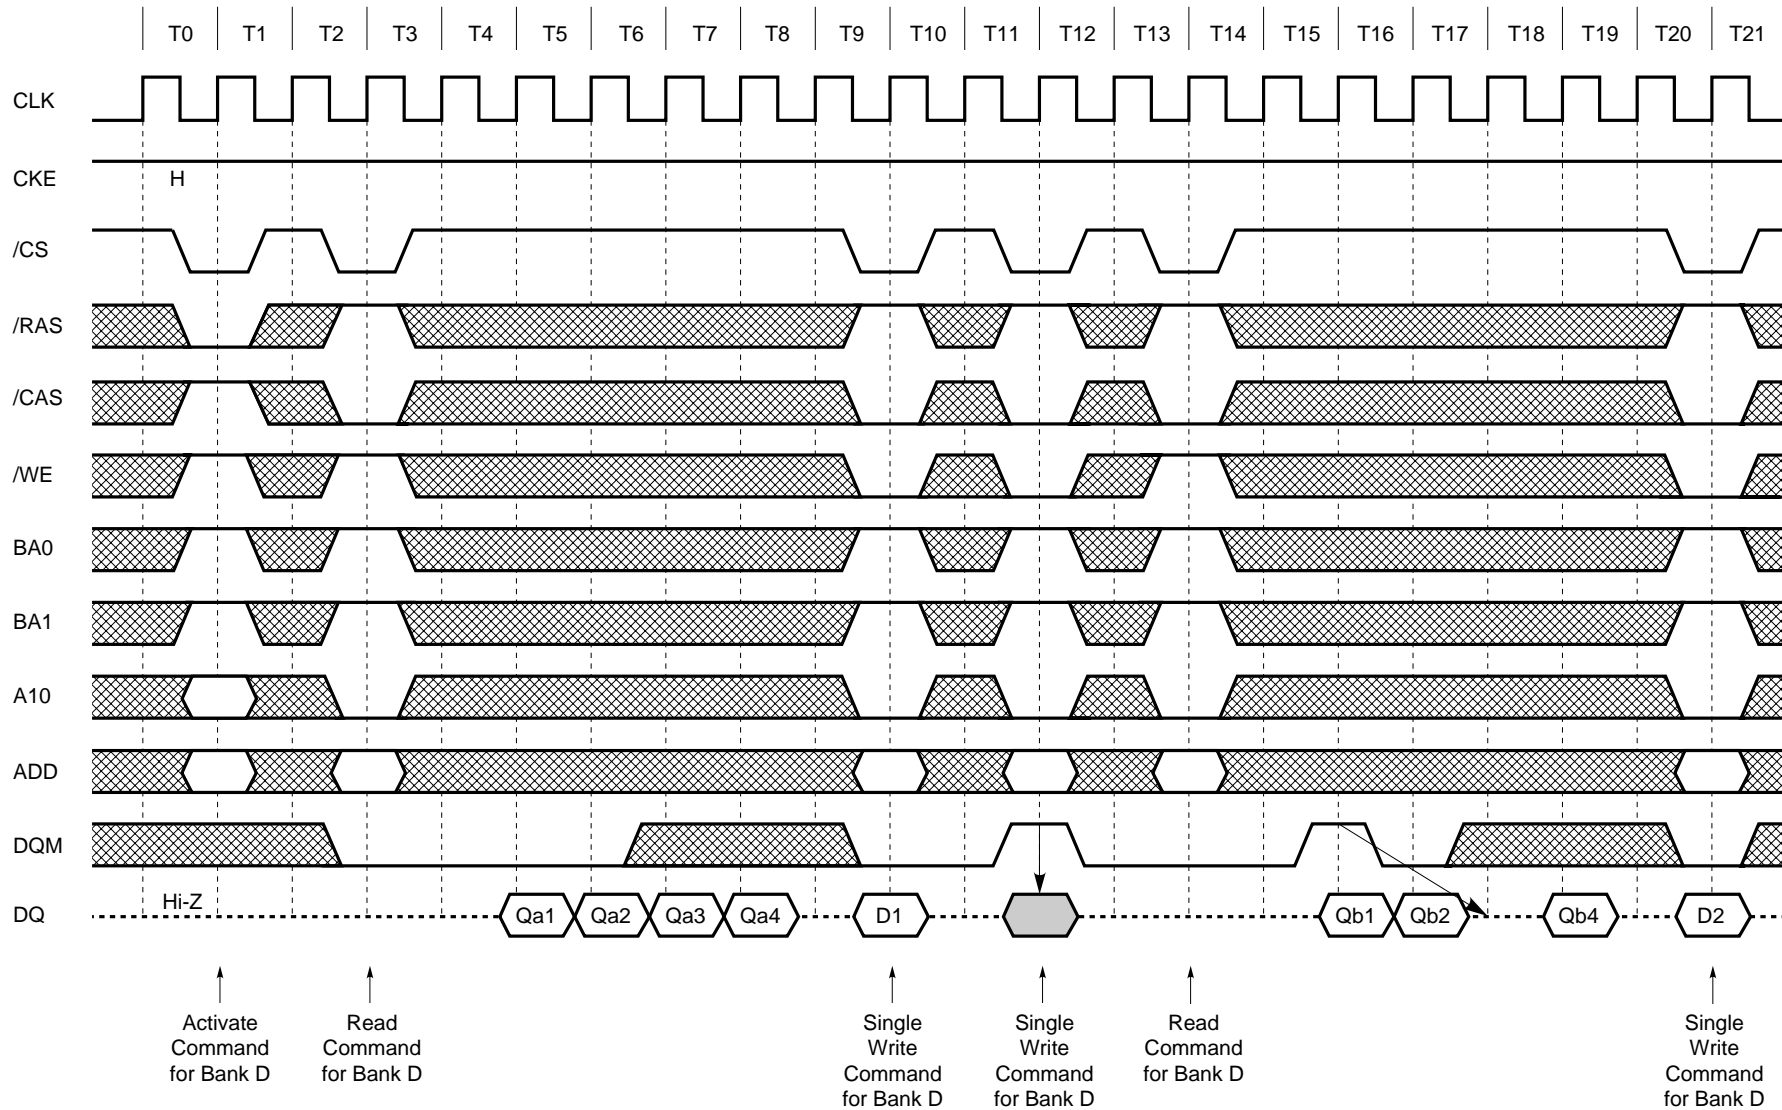 T0 T1 T2 T3 T4 T5 T6 T7 T8 T9 T10 T11 T12 T13 T14 T15 T16 T17 T18 T19 T20 T21
CLK
CKE H
/CS
/RAS
/CAS
/WE
BA0
BA1
A10
ADD
DQM
DQ Hi-Z Qa1 Qa2 Qa3 Qa4 D1 Qb1 Qb2 Qb4 D2
Activate
Command
for Bank D
Read
Command
for Bank D
Single
Write
Command
for Bank D
Single
Write
Command
for Bank D
Read
Command
for Bank D
Single
Write
Command
for Bank D